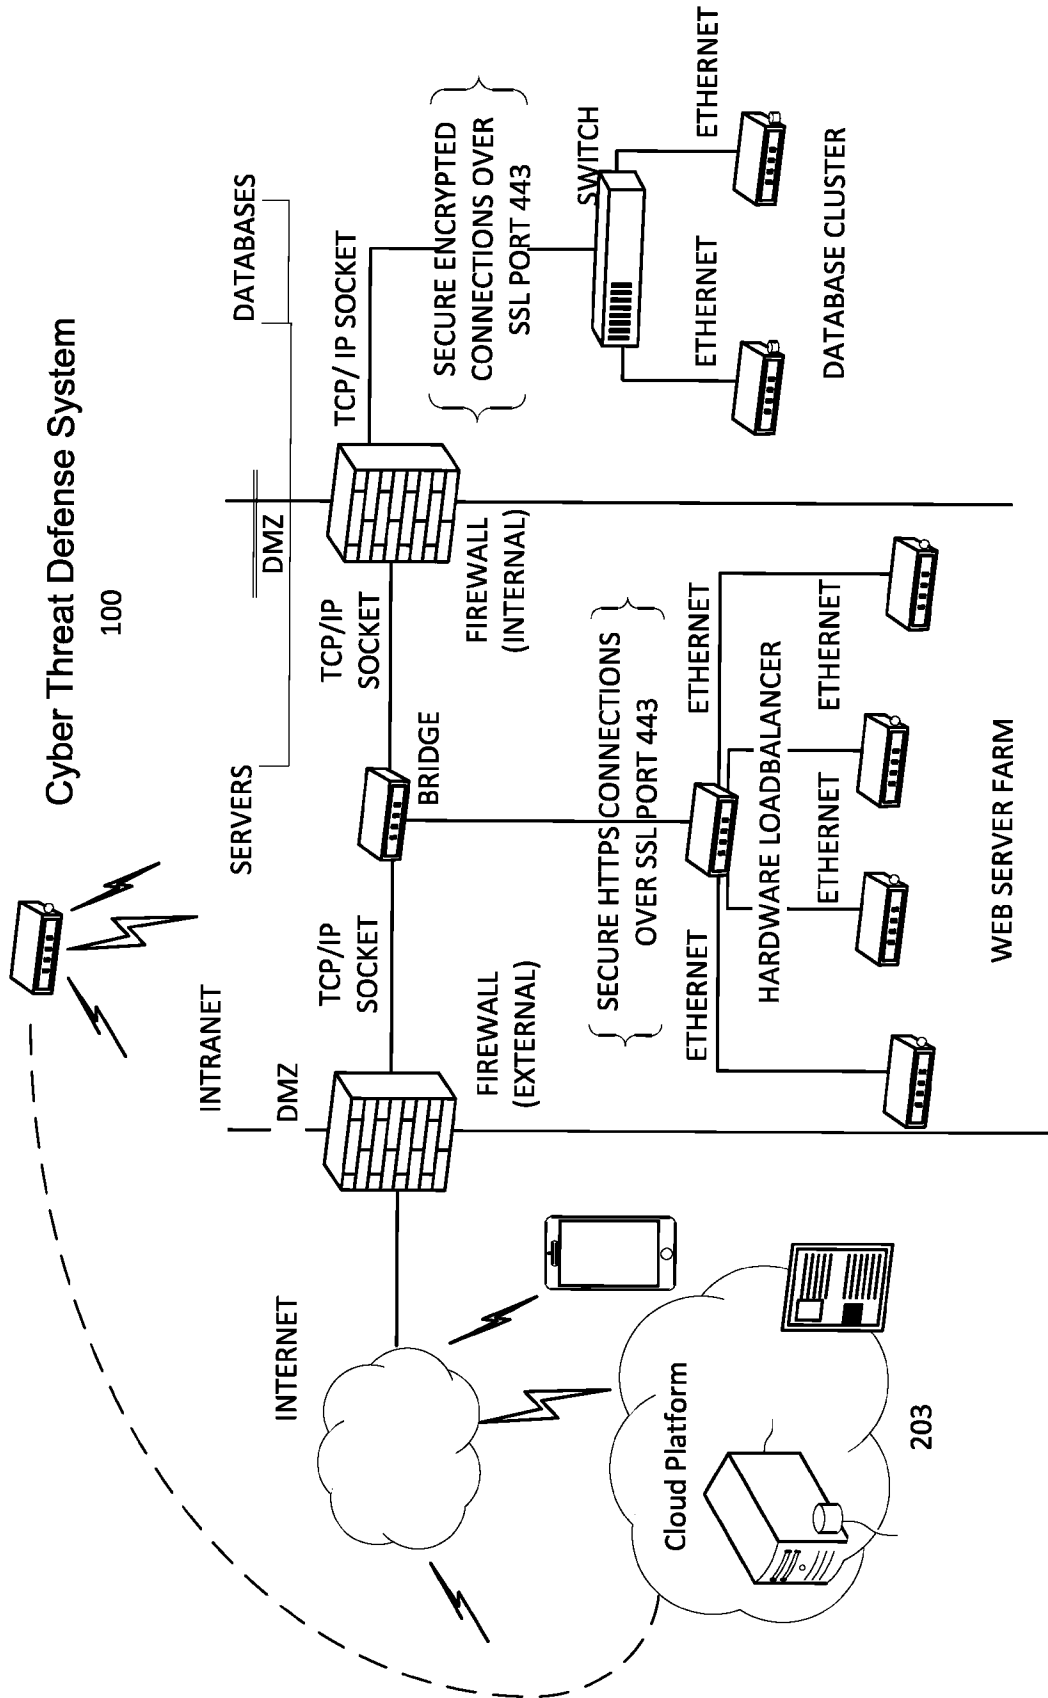 Cyber Threat Defense System
100
INTRANET
SERVERS
DATABASES
DMZ
DMZ
INTERNET
TCP/IP
SOCKET
TCP/IP
SOCKET
TCP/ IP SOCKET
BRIDGE
FIREWALL
(EXTERNAL)
FIREWALL
(INTERNAL)
SECURE ENCRYPTED
CONNECTIONS OVER
SSL PORT 443
SWITCH
ETHERNET
ETHERNET
DATABASE CLUSTER
SECURE HTTPS CONNECTIONS
OVER SSL PORT 443
ETHERNET
ETHERNET
HARDWARE LOADBALANCER
ETHERNET
ETHERNET
WEB SERVER FARM
Cloud Platform
203